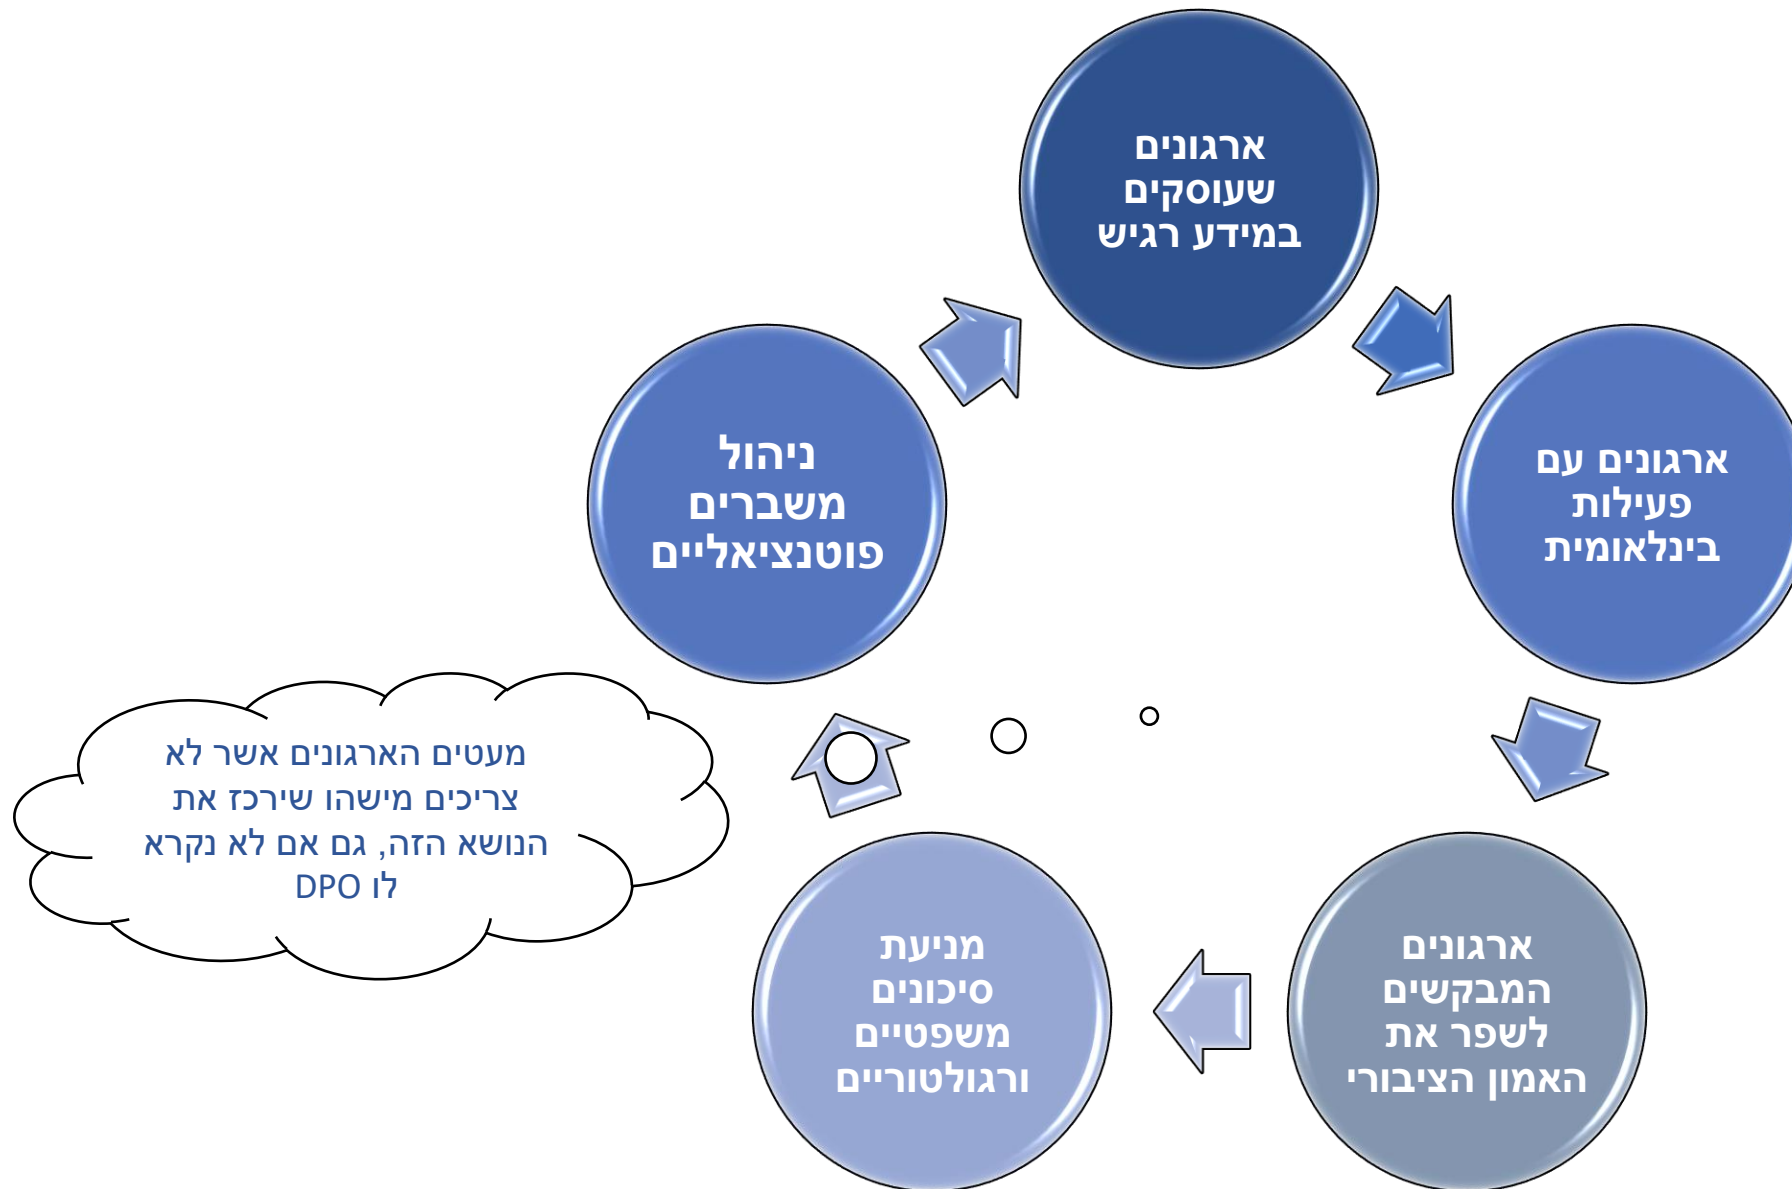 ארגונים
שעוסקים
במידע רגיש
ארגונים עם
פעילות
בינלאומית
ארגונים
המבקשים
לשפר את
האמון הציבורי
מניעת
סיכונים
משפטיים
ורגולטוריים
ניהול
משברים
פוטנציאליים
מעטים הארגונים אשר לא
צריכים מישהו שירכז את
הנושא הזה, גם אם לא נקרא
לו DPO